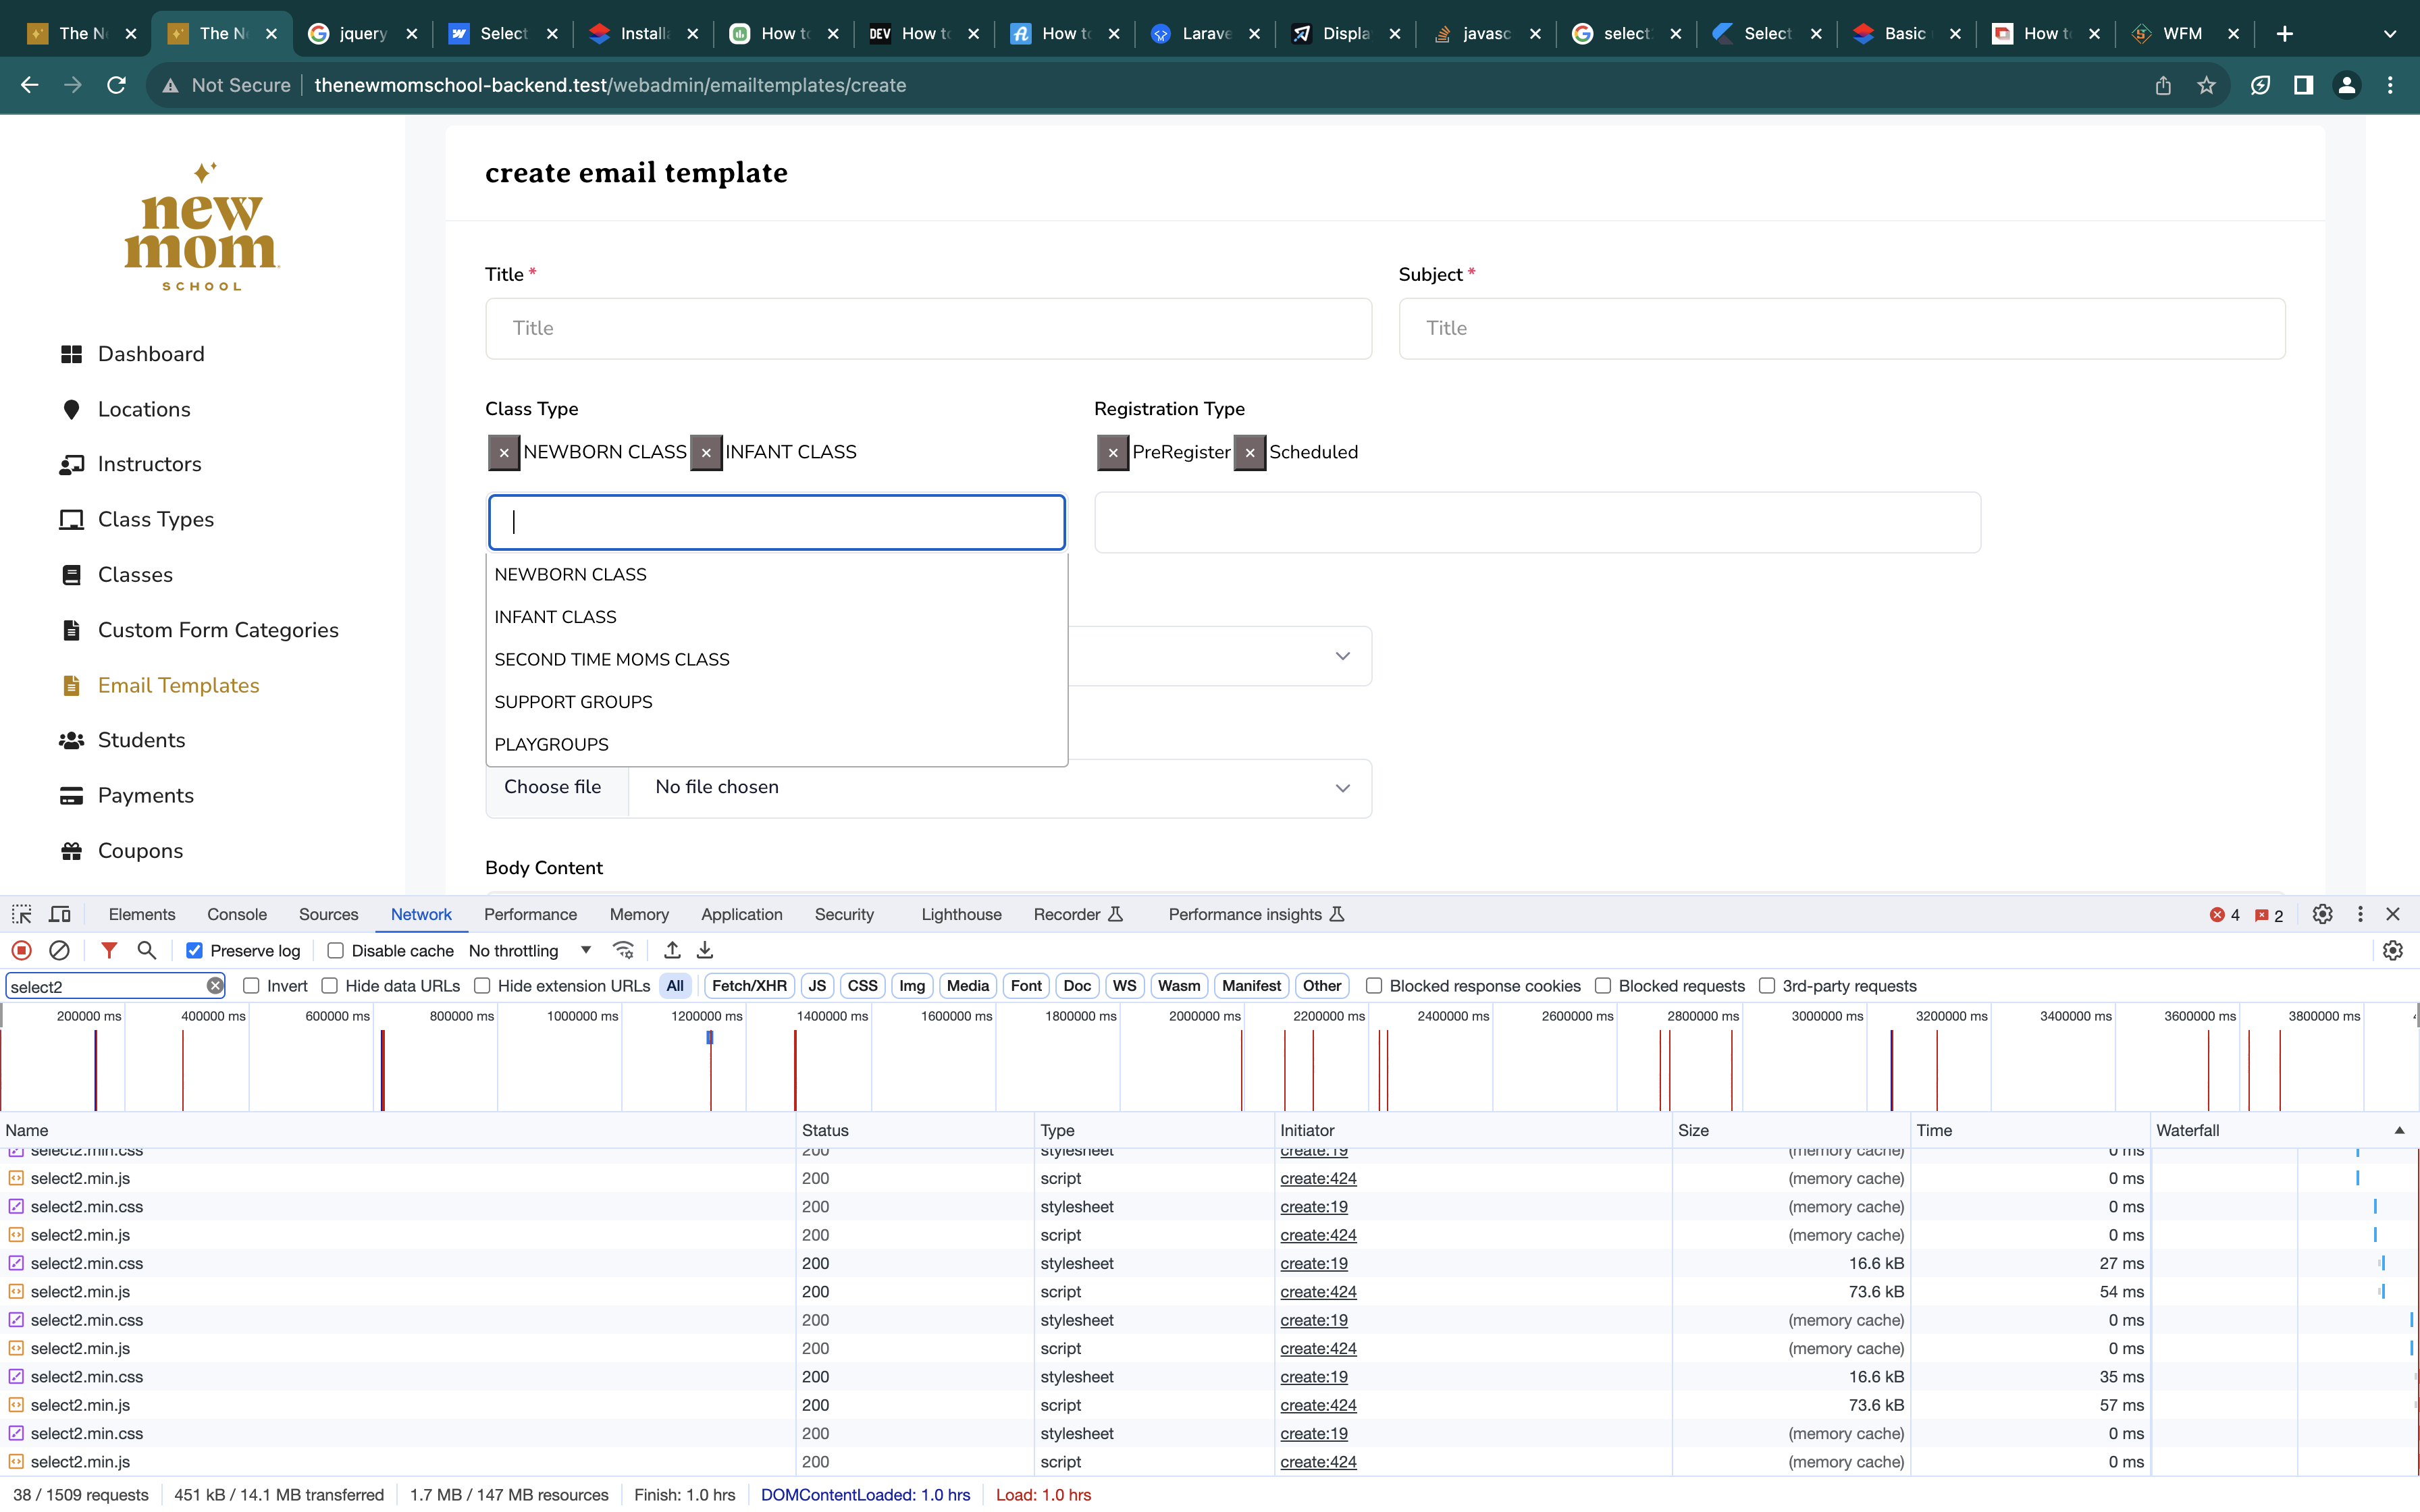 The N
The N
jquery
Select
Install
How to
DEV
How to
How to
Larave
Displa
javasc
select
Select
Basic
How t
WFM
Not Secure
thenewmomschool-backend.test/webadmin/emailtemplates/create
new
mom
SCHOOL
Dashboard
Locations
Instructors
Class Types
Classes
Custom Form Categories
Email Templates
Students
Payments
Coupons
create email template
Title *
Title
Subject *
Title
Class Type
× NEWBORN CLASS × INFANT CLASS
Registration Type
× PreRegister × Scheduled
NEWBORN CLASS
INFANT CLASS
SECOND TIME MOMS CLASS
SUPPORT GROUPS
PLAYGROUPS
Choose file No file chosen
Body Content
Elements Console Sources Network Performance Memory Application Security Lighthouse Recorder Performance insights 4 2
Preserve log Disable cache No throttling
select2 Invert Hide data URLs Hide extension URLs All Fetch/XHR JS CSS Img Media Font Doc WS Wasm Manifest Other Blocked response cookies Blocked requests 3rd-party requests
200000 ms 400000 ms 600000 ms 800000 ms 1000000 ms 1200000 ms 1400000 ms 1600000 ms 1800000 ms 2000000 ms 2200000 ms 2400000 ms 2600000 ms 2800000 ms 3000000 ms 3200000 ms 3400000 ms 3600000 ms 3800000 ms
Name Status Type Initiator Size Time Waterfall
select2.min.css 200 stylesheet create:19 (memory cache) 0 ms
select2.min.js 200 script create:424 (memory cache) 0 ms
select2.min.css 200 stylesheet create:19 (memory cache) 0 ms
select2.min.js 200 script create:424 (memory cache) 0 ms
select2.min.css 200 stylesheet create:19 16.6 kB 27 ms
select2.min.js 200 script create:424 73.6 kB 54 ms
select2.min.css 200 stylesheet create:19 (memory cache) 0 ms
select2.min.js 200 script create:424 (memory cache) 0 ms
select2.min.css 200 stylesheet create:19 16.6 kB 35 ms
select2.min.js 200 script create:424 73.6 kB 57 ms
select2.min.css 200 stylesheet create:19 (memory cache) 0 ms
select2.min.js 200 script create:424 (memory cache) 0 ms
38 / 1509 requests 451 kB / 14.1 MB transferred 1.7 MB / 147 MB resources Finish: 1.0 hrs DOMContentLoaded: 1.0 hrs Load: 1.0 hrs